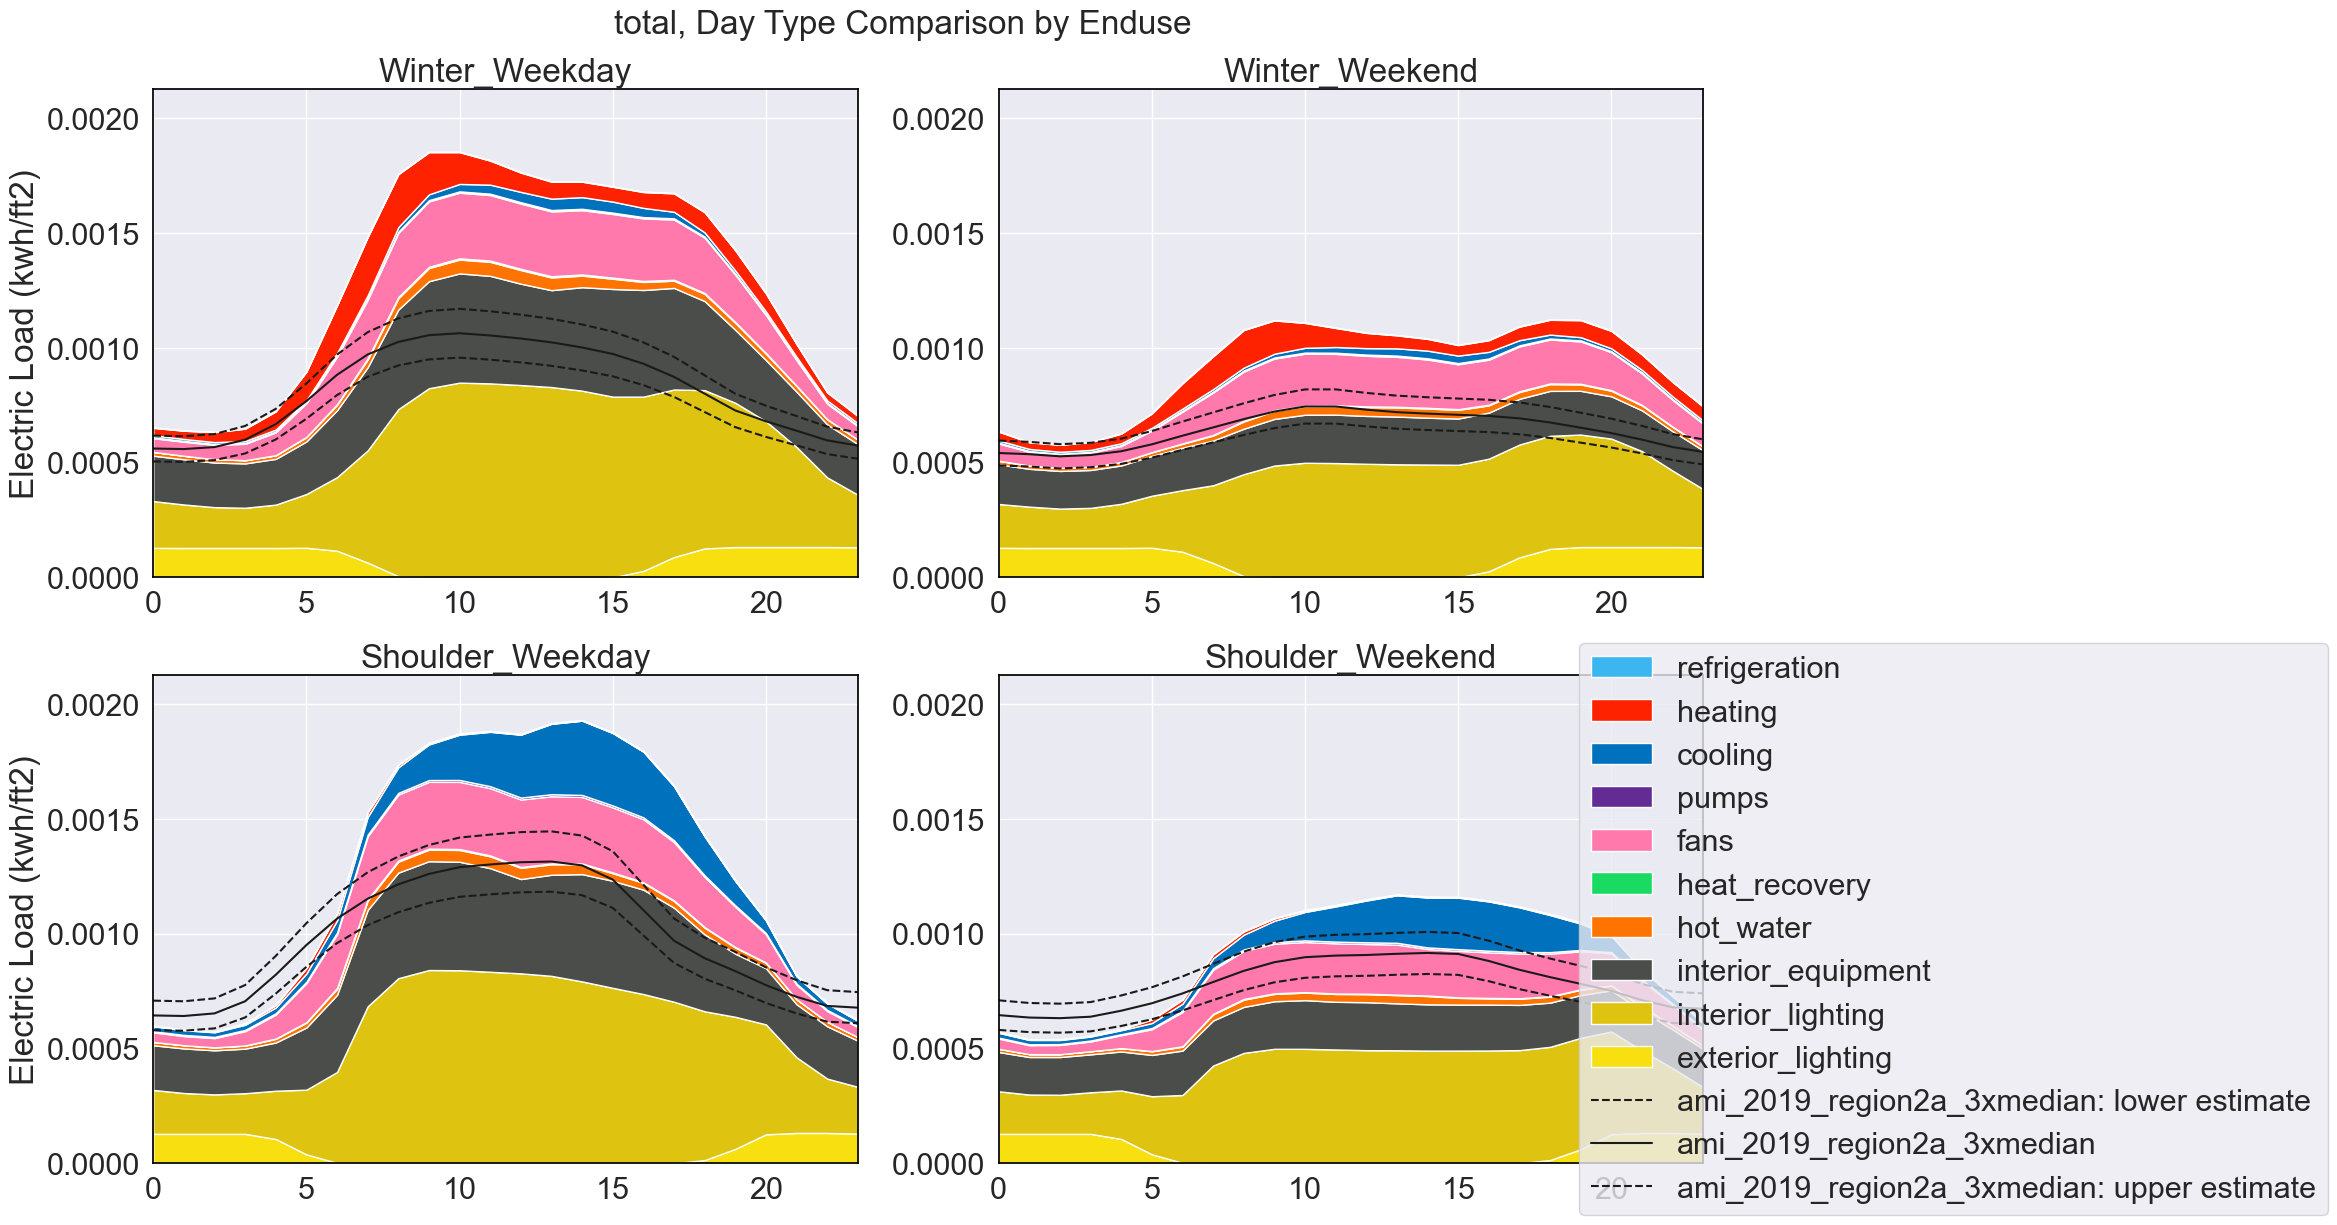 total, Day Type Comparison by Enduse
Winter_Weekday
Winter_Weekend
Electric Load (kwh/ft2)
0.0020
0.0015
0.0010
0.0005
0.0000
0 5 10 15 20
0.0020
0.0015
0.0010
0.0005
0.0000
0 5 10 15 20
Shoulder_Weekday
Shoulder_Weekend
Electric Load (kwh/ft2)
0.0020
0.0015
0.0010
0.0005
0.0000
0 5 10 15 20
0.0020
0.0015
0.0010
0.0005
0.0000
0 5 10 15 20
refrigeration
heating
cooling
pumps
fans
heat_recovery
hot_water
interior_equipment
interior_lighting
exterior_lighting
ami_2019_region2a_3xmedian: lower estimate
ami_2019_region2a_3xmedian
ami_2019_region2a_3xmedian: upper estimate